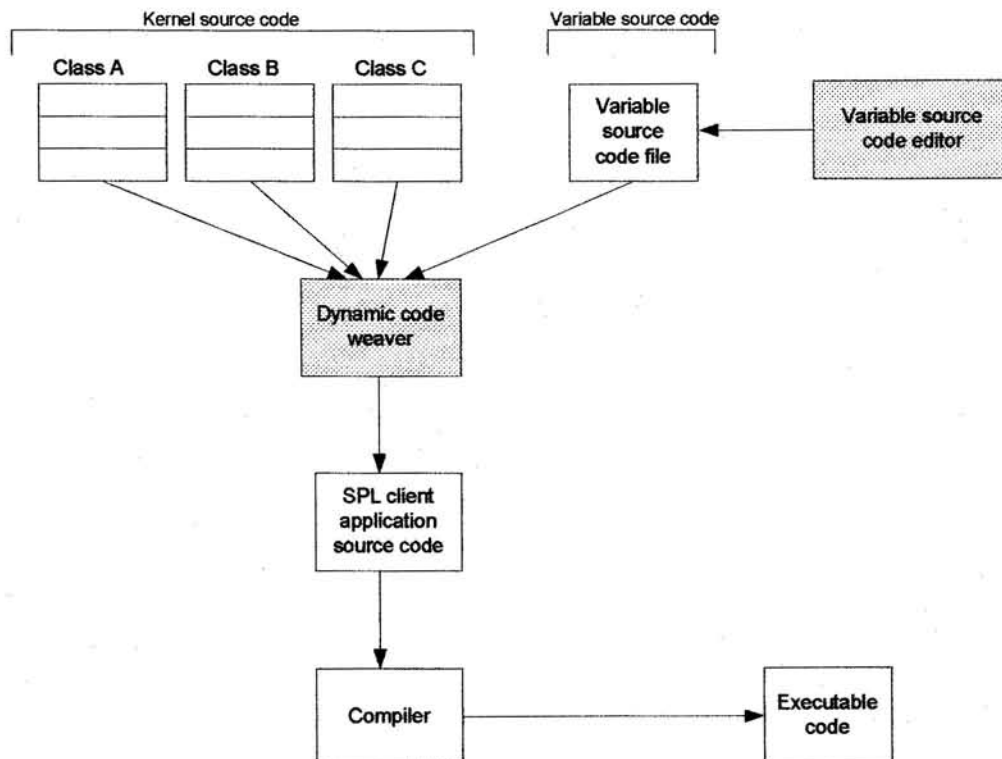 Kernel source code
Variable source code
Class A
Class B
Class C
Variable
source
code file
Variable source
code editor
Dynamic code
weaver
SPL client
application
source code
Compiler
Executable
code